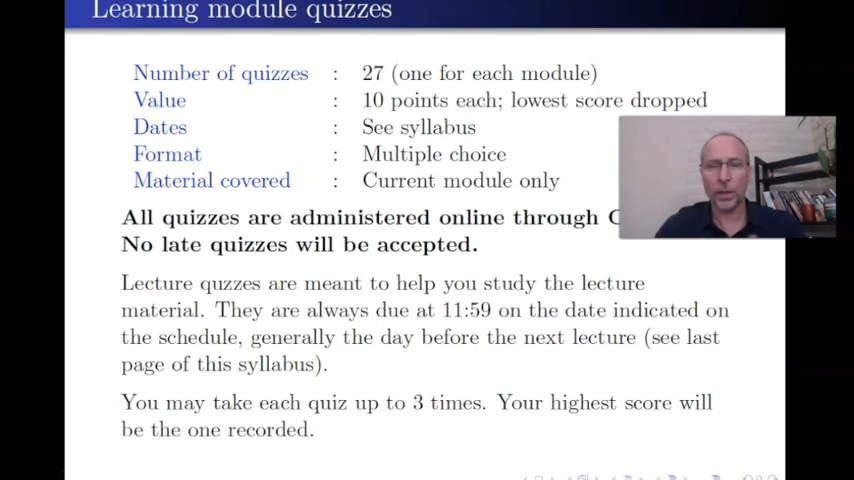 Learning module quizzes
Number of quizzes : 27 (one for each module)
Value : 10 points each; lowest score dropped
Dates : See syllabus
Format : Multiple choice
Material covered : Current module only
All quizzes are administered online through
No late quizzes will be accepted.
Lecture quzzes are meant to help you study the lecture
material. They are always due at 11:59 on the date indicated on
the schedule, generally the day before the next lecture (see last
page of this syllabus).
You may take each quiz up to 3 times. Your highest score will
be the one recorded.